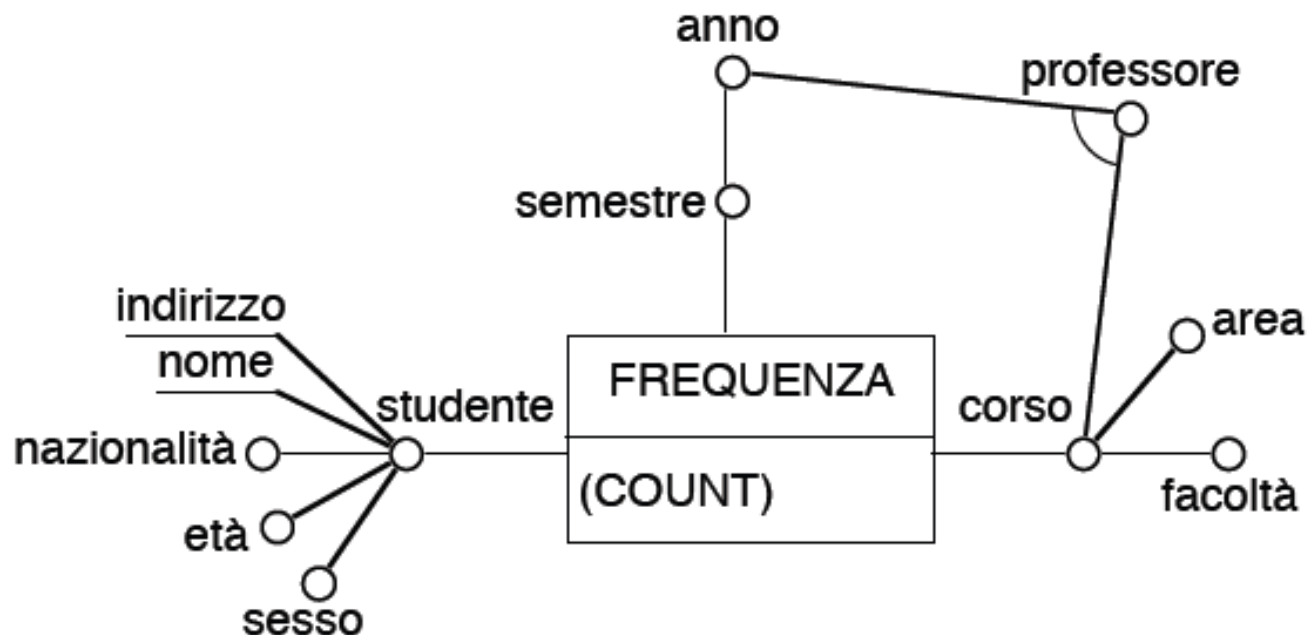 anno
professore
semestre
indirizzo
nome
studente
nazionalità
età
sesso
FREQUENZA
(COUNT)
corso
area
facoltà